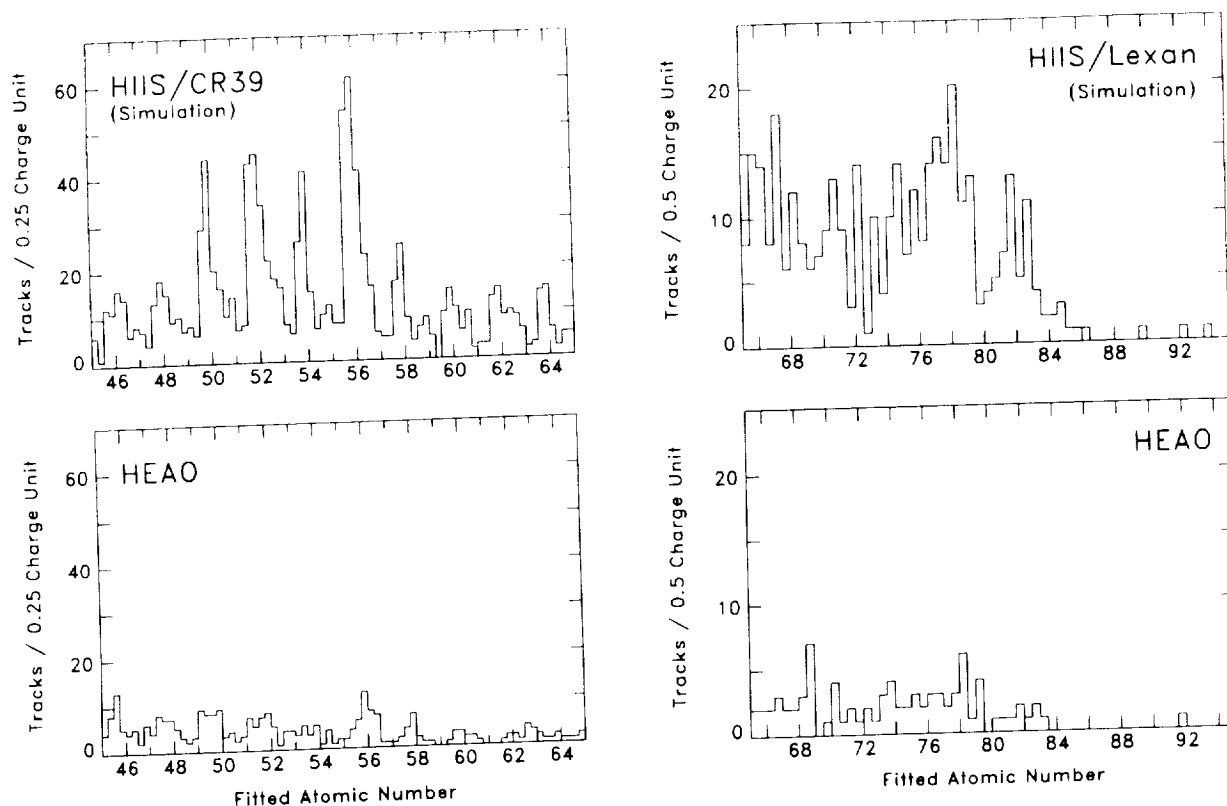 HIIS/CR39
(Simulation)
Tracks / 0.25 Charge Unit
60
40
20
0
46 48 50 52 54 56 58 60 62 64
HIIS/Lexan
(Simulation)
Tracks / 0.5 Charge Unit
20
10
0
68 72 76 80 84 88 92
HEAO
Tracks / 0.25 Charge Unit
60
40
20
0
46 48 50 52 54 56 58 60 62 64
Fitted Atomic Number
HEAO
Tracks / 0.5 Charge Unit
20
10
0
68 72 76 80 84 88 92
Fitted Atomic Number